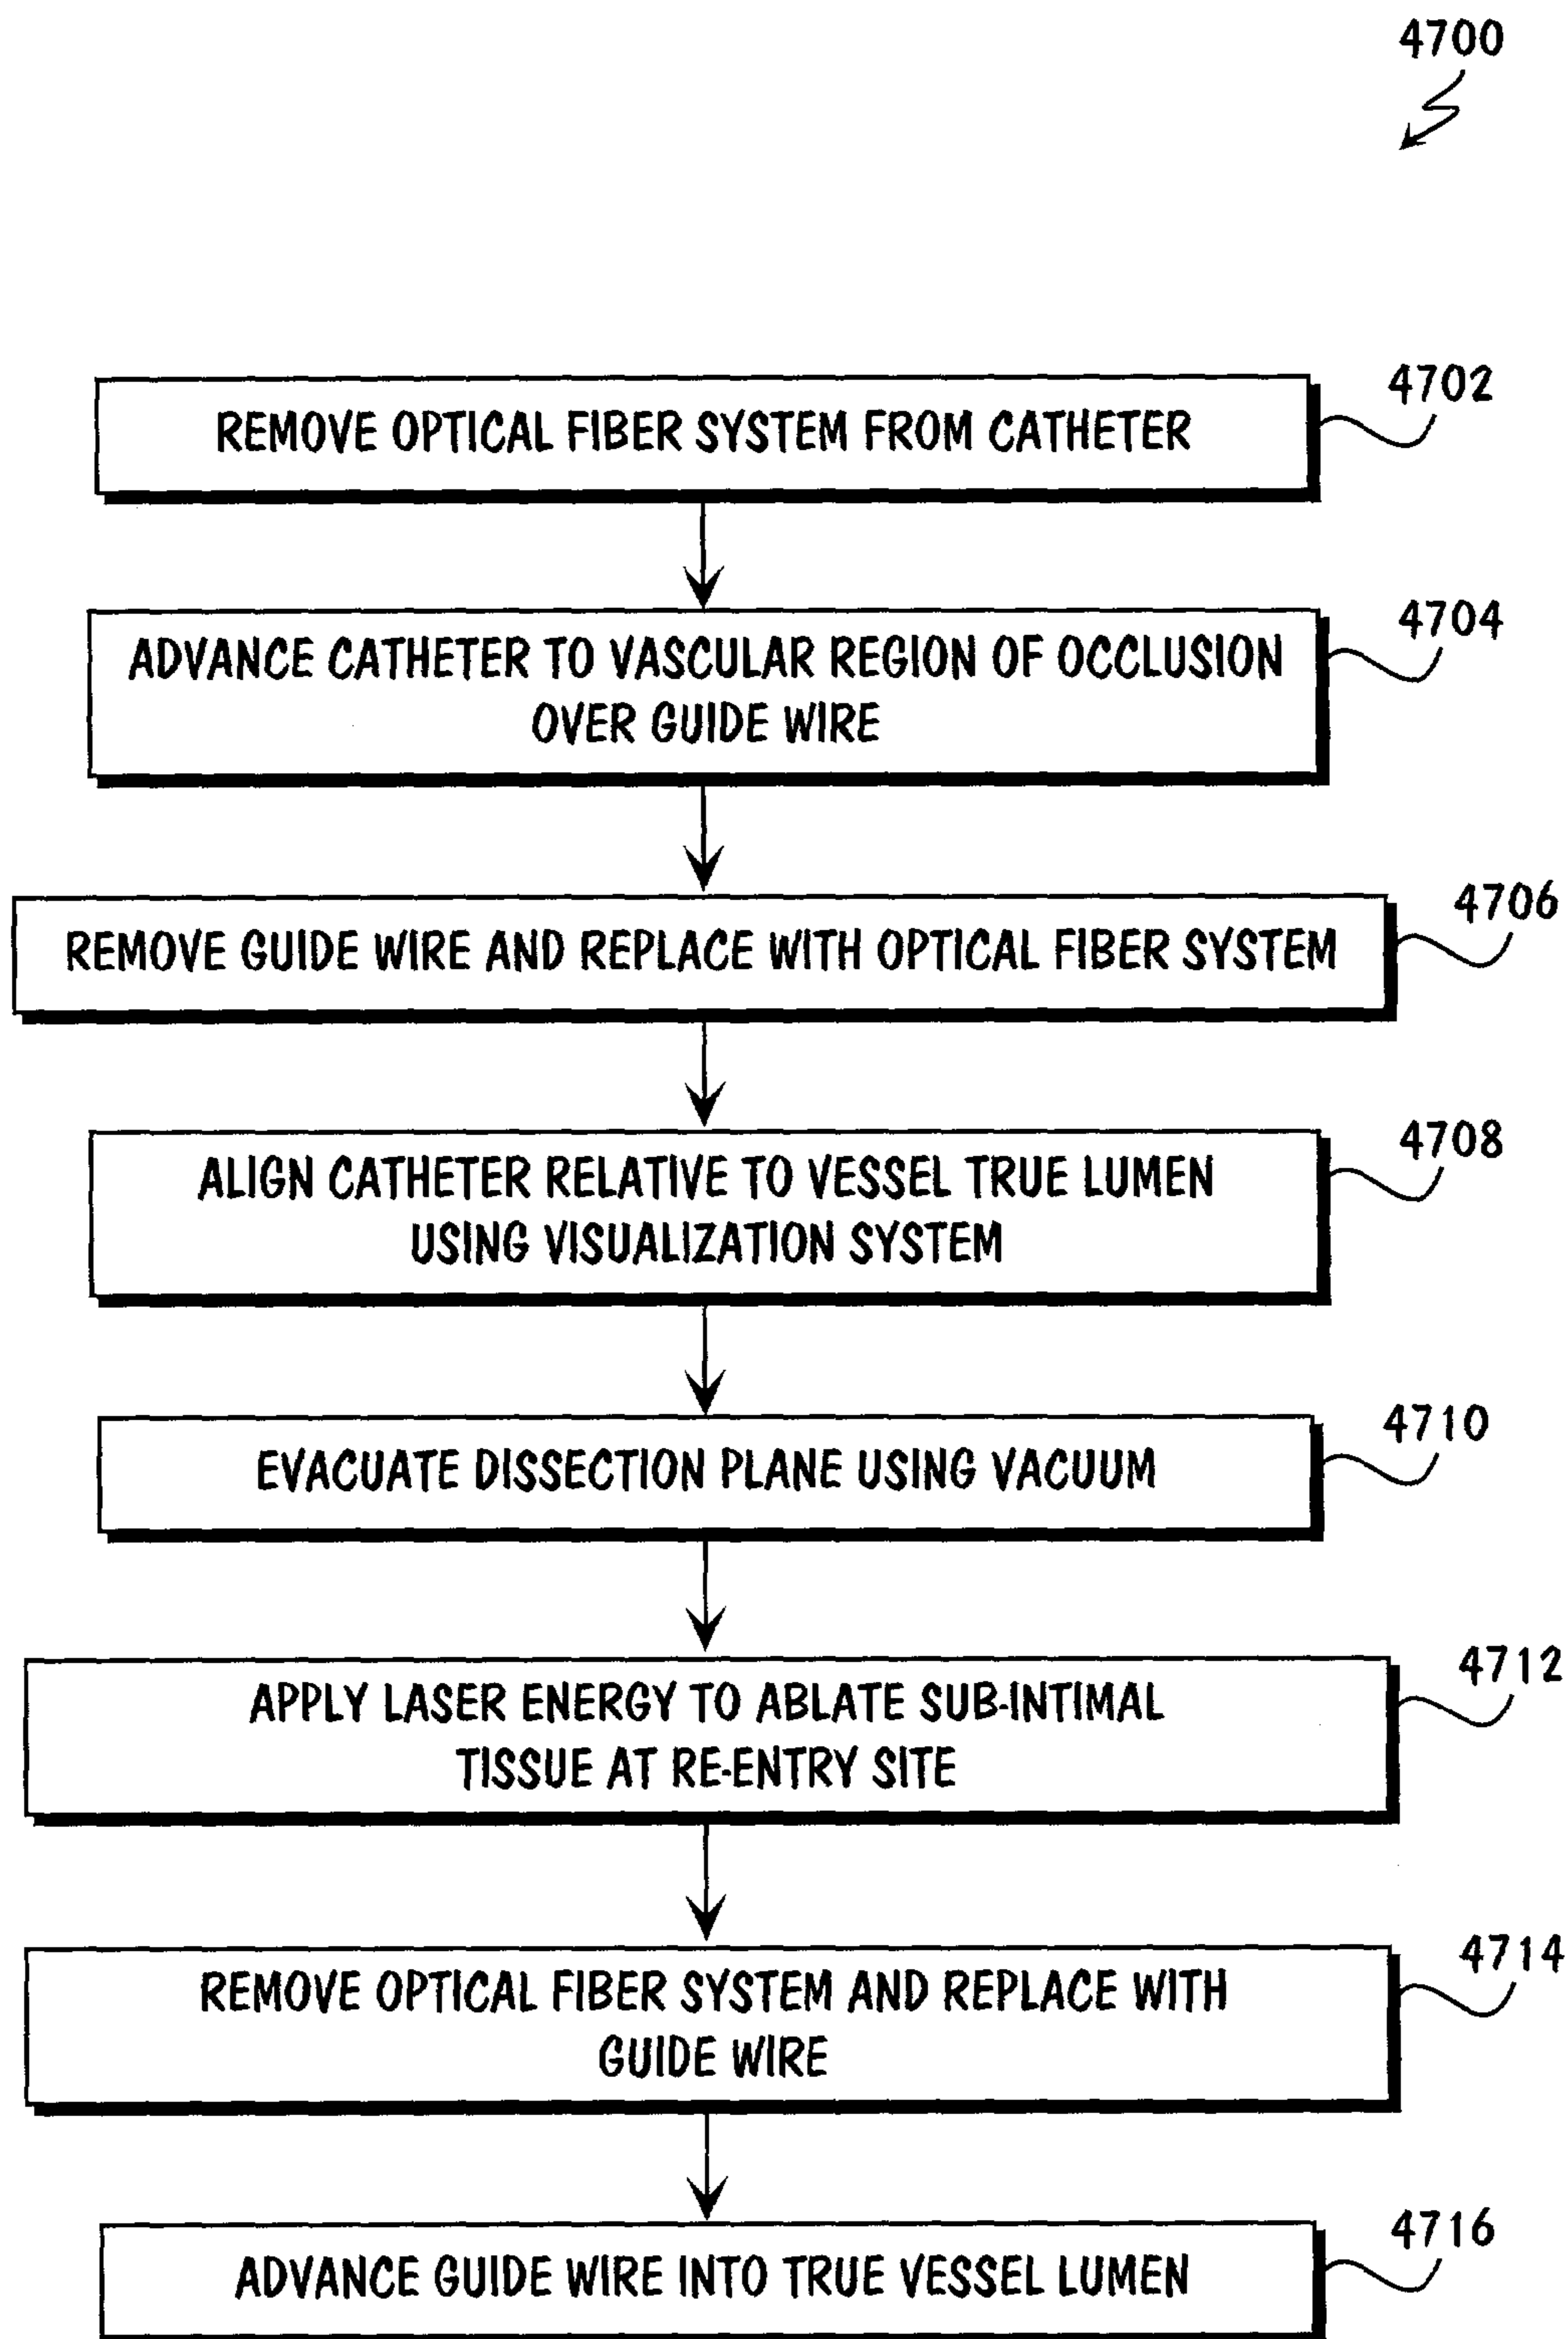 4700
REMOVE OPTICAL FIBER SYSTEM FROM CATHETER
4702
ADVANCE CATHETER TO VASCULAR REGION OF OCCLUSION
OVER GUIDE WIRE
4704
REMOVE GUIDE WIRE AND REPLACE WITH OPTICAL FIBER SYSTEM
4706
ALIGN CATHETER RELATIVE TO VESSEL TRUE LUMEN
USING VISUALIZATION SYSTEM
4708
EVACUATE DISSECTION PLANE USING VACUUM
4710
APPLY LASER ENERGY TO ABLATE SUB-INTIMAL
TISSUE AT RE-ENTRY SITE
4712
REMOVE OPTICAL FIBER SYSTEM AND REPLACE WITH
GUIDE WIRE
4714
ADVANCE GUIDE WIRE INTO TRUE VESSEL LUMEN
4716